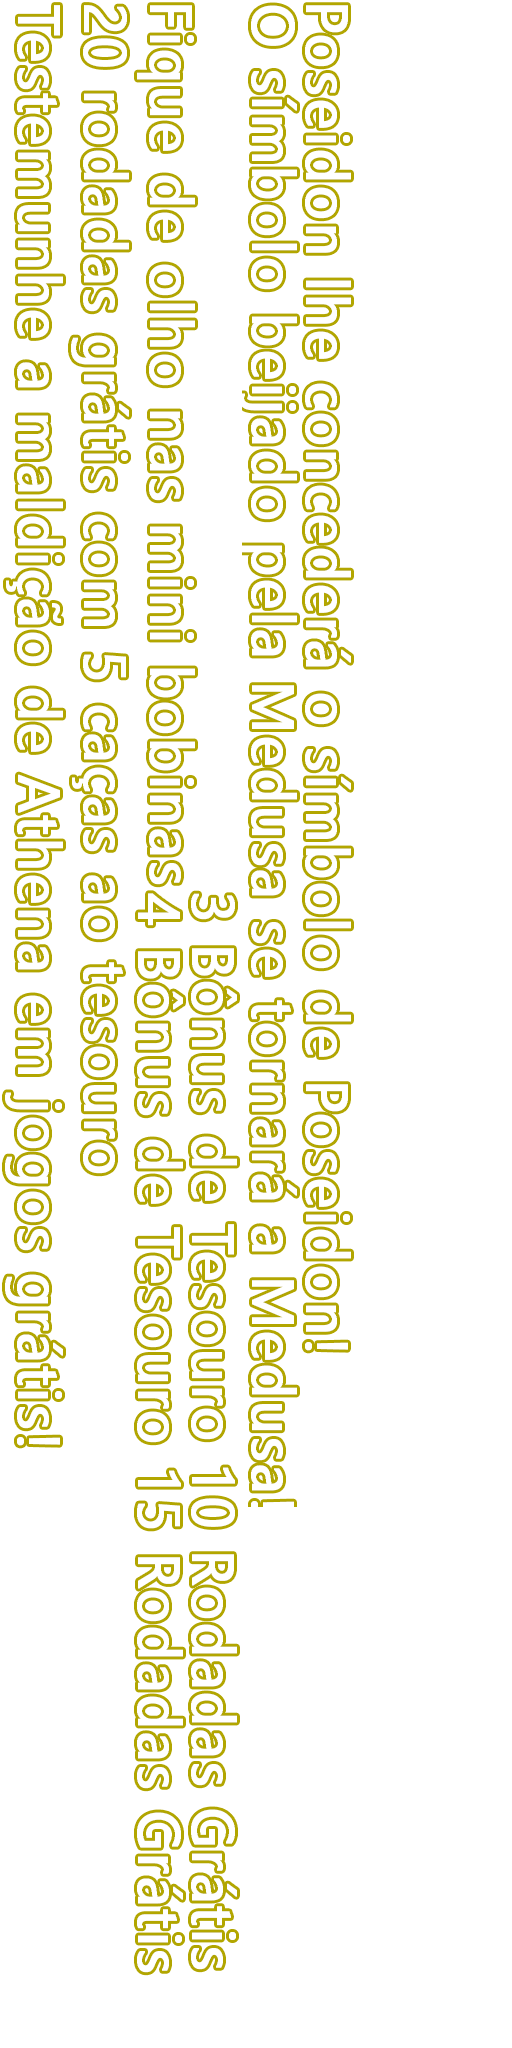 Poseidon lhe concederá o símbolo de Poseidon!
O símbolo beijado pela Medusa se tornará a Medusa!
3 Bônus de Tesouro 10 Rodadas Grátis
Fique de olho nas mini bobinas
4 Bônus de Tesouro 15 Rodadas Grátis
20 rodadas grátis com 5 caças ao tesouro
Testemunhe a maldição de Athena em jogos grátis!